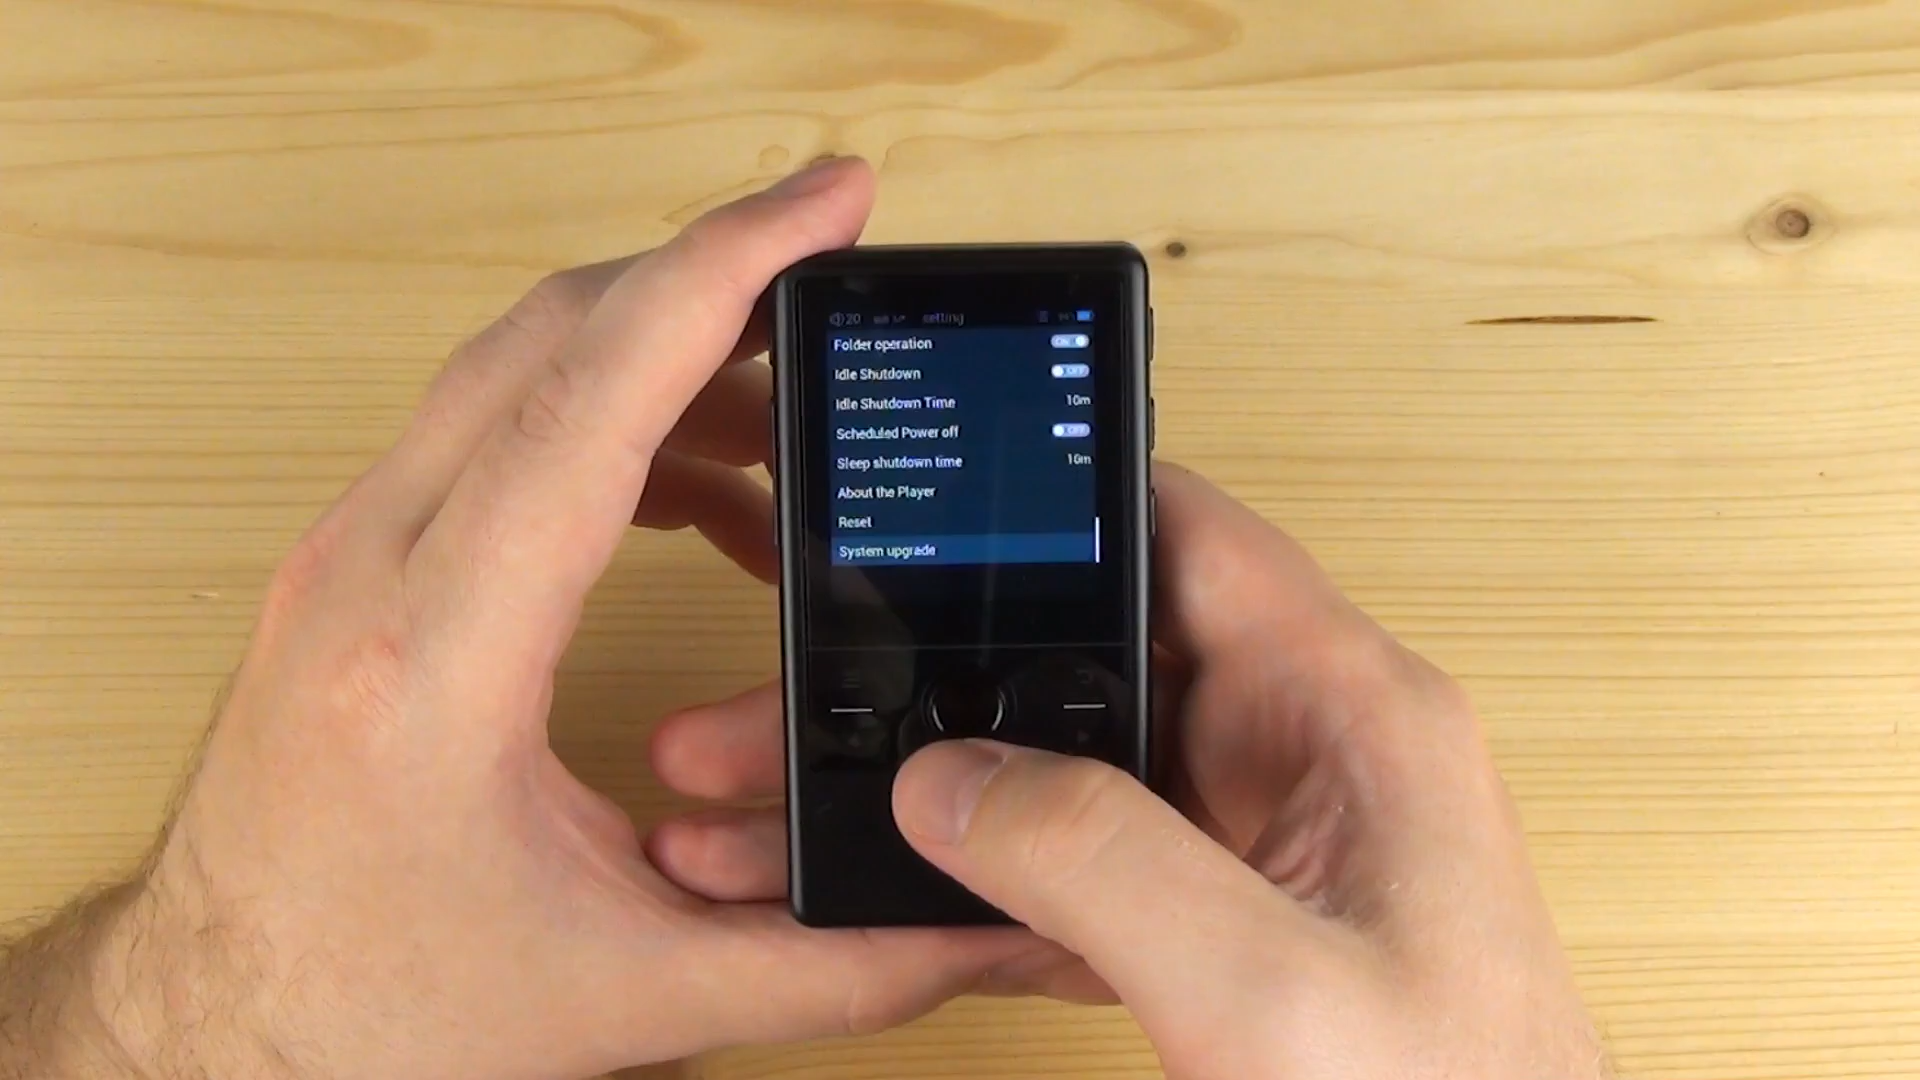 20 setting
Folder operation ON
Idle Shutdown OFF
Idle Shutdown Time 10m
Scheduled Power off OFF
Sleep shutdown time 10m
About the Player
Reset
System upgrade